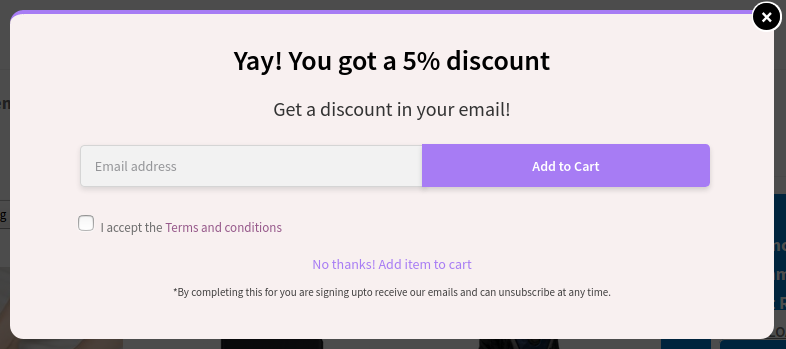 Yay! You got a 5% discount
Get a discount in your email!
Email address
Add to Cart
I accept the Terms and conditions
No thanks! Add item to cart
*By completing this for you are signing upto receive our emails and can unsubscribe at any time.